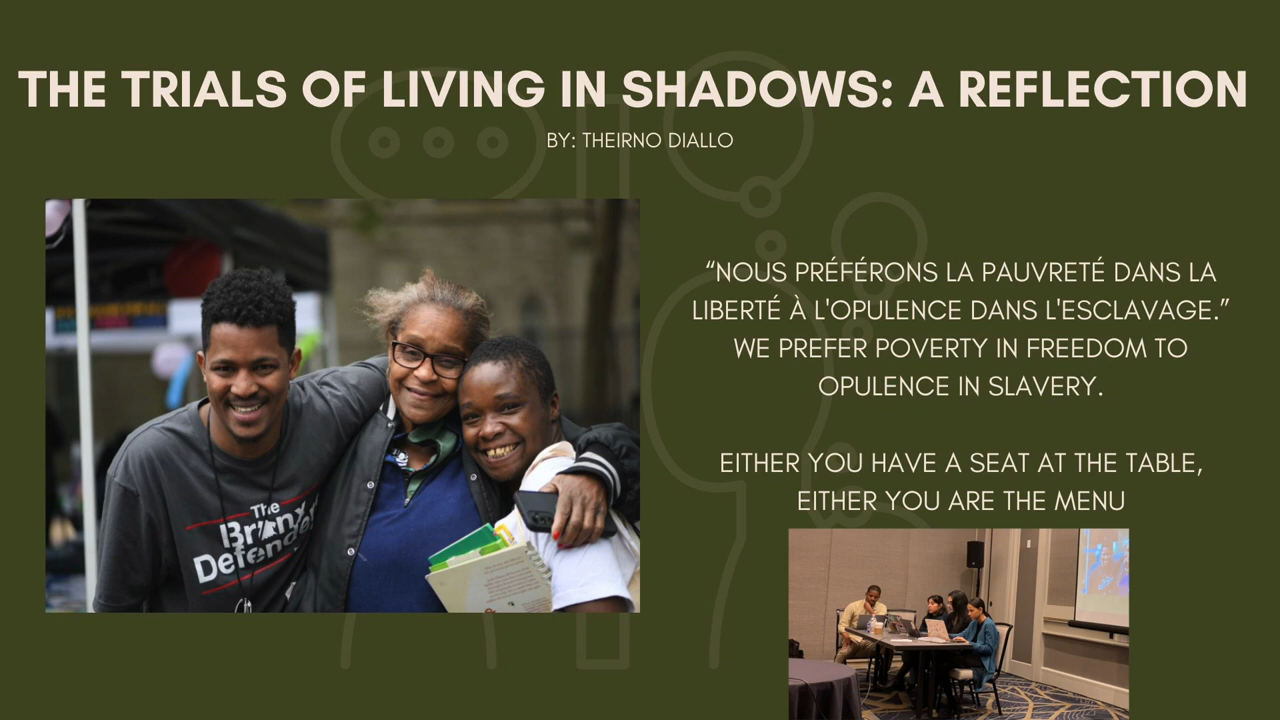 THE TRIALS OF LIVING IN SHADOWS: A REFLECTION
BY: THEIRNO DIALLO
“NOUS PRÉFÉRONS LA PAUVRETÉ DANS LA
LIBERTÉ À L'OPULENCE DANS L'ESCLAVAGE.”
WE PREFER POVERTY IN FREEDOM TO
OPULENCE IN SLAVERY.
EITHER YOU HAVE A SEAT AT THE TABLE,
EITHER YOU ARE THE MENU
The
Bronx